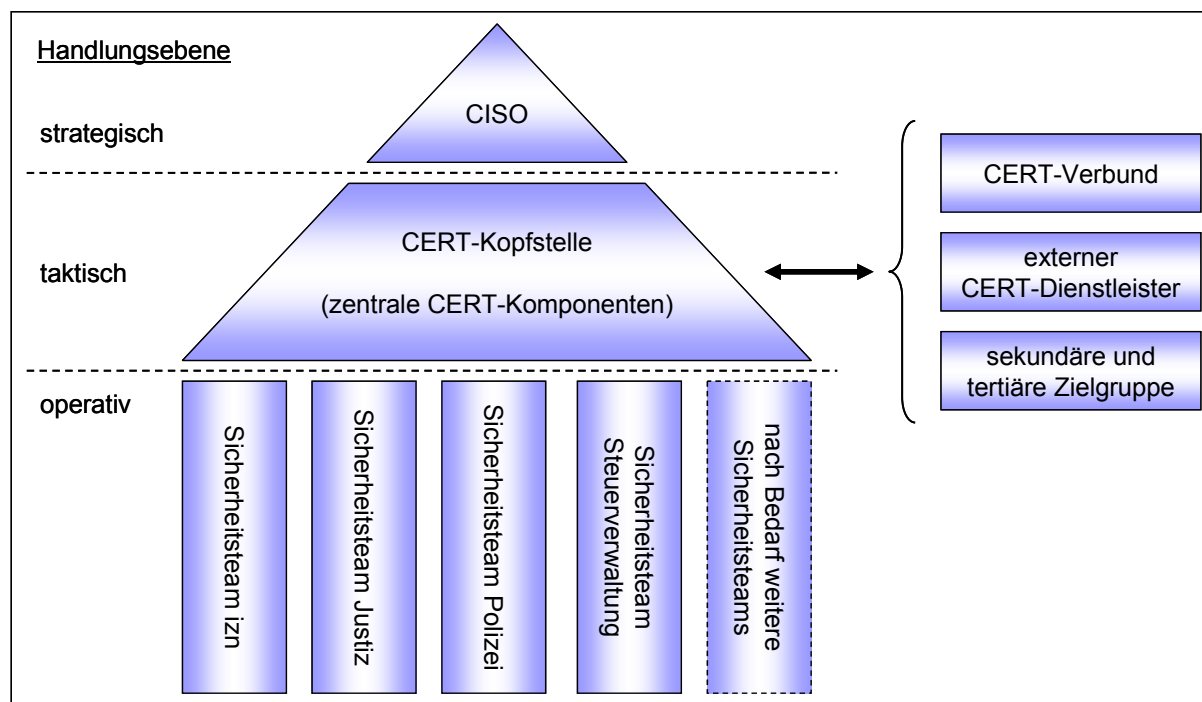 Handlungsebene
strategisch
CISO
taktisch
CERT-Kopfstelle
(zentrale CERT-Komponenten)
CERT-Verbund
externer
CERT-Dienstleister
sekundäre und
tertiäre Zielgruppe
operativ
Sicherheitsteam izn
Sicherheitsteam Justiz
Sicherheitsteam Polizei
Sicherheitsteam
Steuerverwaltung
nach Bedarf weitere
Sicherheitsteams